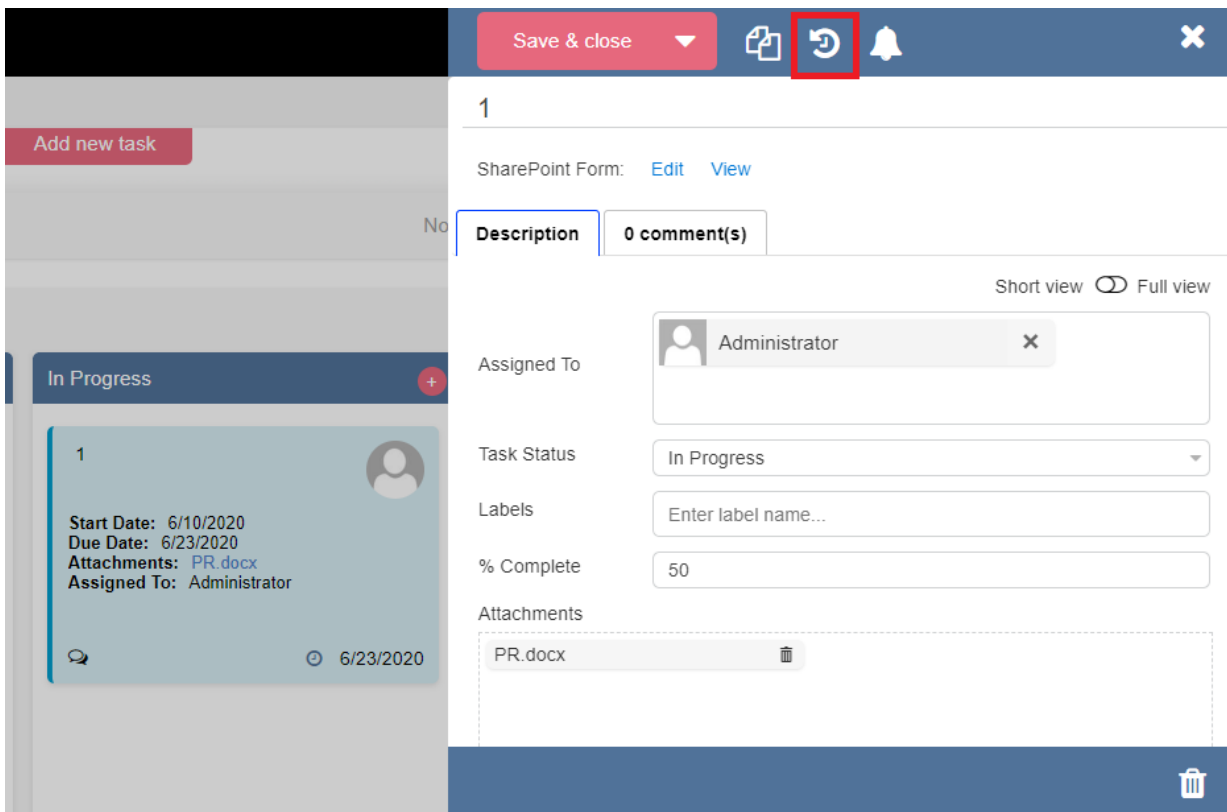 Save & close
Add new task
No
In Progress
+
1
Start Date: 6/10/2020
Due Date: 6/23/2020
Attachments: PR.docx
Assigned To: Administrator
6/23/2020
1
SharePoint Form: Edit View
Description 0 comment(s)
Short view Full view
Assigned To Administrator
Task Status In Progress
Labels Enter label name...
% Complete 50
Attachments
PR.docx